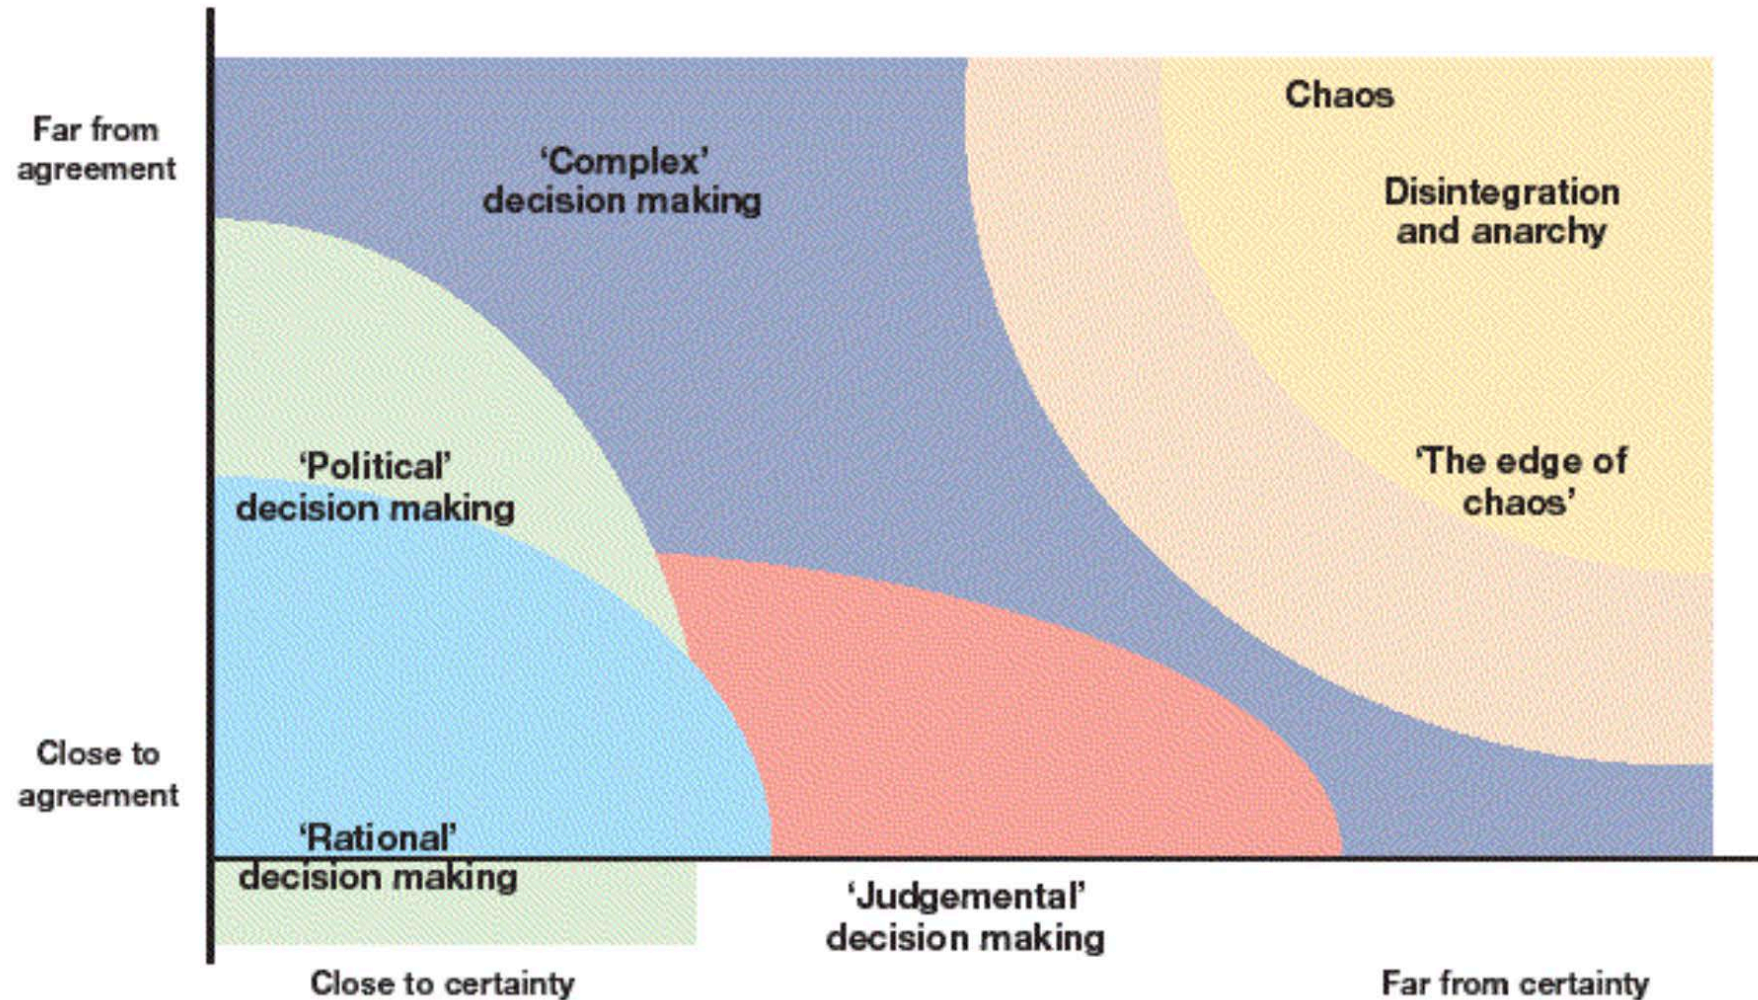 Far from
agreement
‘Complex’
decision making
Chaos
Disintegration
and anarchy
‘Political’
decision making
‘The edge of
chaos’
Close to
agreement
‘Rational’
decision making
‘Judgemental’
decision making
Close to certainty
Far from certainty